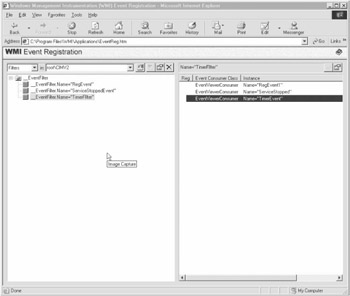 Windows Management Instrumentation (WMI) Event Registration - Microsoft Internet Explorer
File Edit View Favorites Tools Help
Back Forward Stop Refresh Home Search Favorites History Mail Print Edit Messenger
Address C:\Program Files\WMI\Applications\EventReg.htm Go Links
WMI Event Registration
Filters in root\CIMV2 Name="TimerFilter"
__EventFilter
__EventFilter.Name="RegEvent"
__EventFilter.Name="ServiceStoppedEvent"
__EventFilter.Name="TimerFilter"
Reg Event Consumer Class Instance
EventViewerConsumer Name="RegEvent"
EventViewerConsumer Name="ServiceStopped"
EventViewerConsumer Name="TimerEvent"
Image Capture
Done My Computer